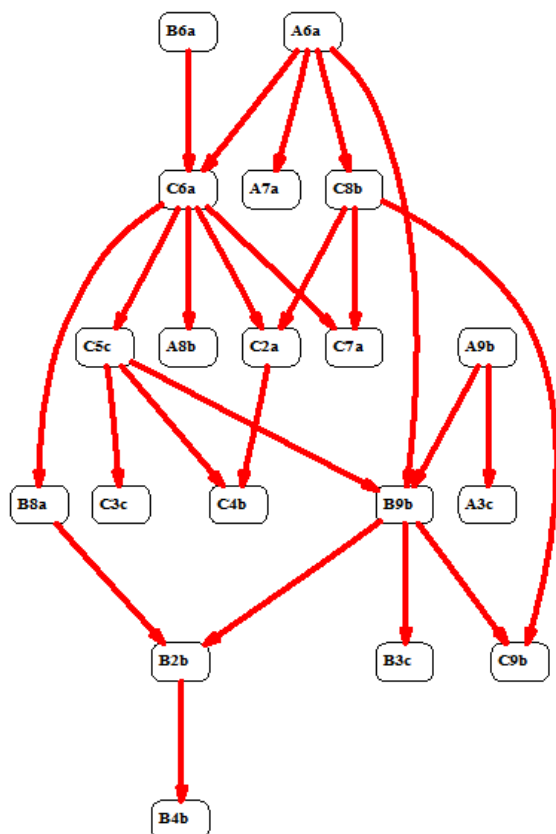 B6a A6a
C6a A7a C8b
C5c A8b C2a C7a A9b
B8a C3c C4b B9b A3c
B2b B3c C9b
B4b